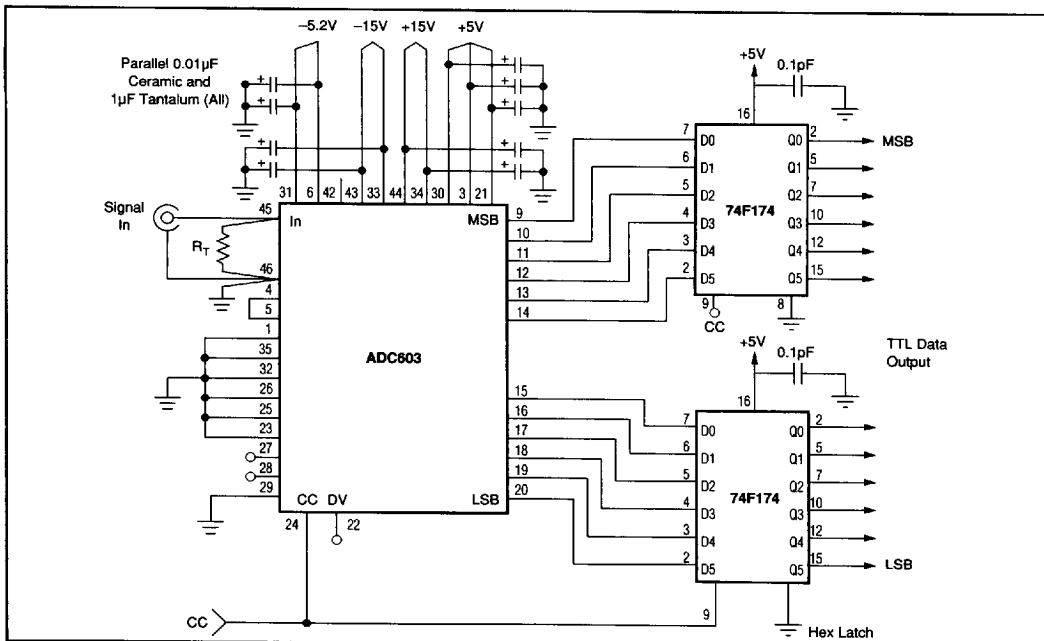 –5.2V –15V +15V +5V
Parallel 0.01µF
Ceramic and
1µF Tantalum (All)
+ + + +
+ + +
+ +
31 6 42 43 33 44 34 30 3 21
Signal
In
45
RT
46
4
5
1
35
32
26
25
23
27
28
29
In
MSB
ADC603
LSB
CC DV
24
22
9
10
11
12
13
14
15
16
17
18
19
20
+5V
0.1pF
16
7 D0 Q0 2 MSB
6 D1 Q1 5
5 D2 Q2 7
74F174
4 D3 Q3 10
3 D4 Q4 12
2 D5 Q5 15
9 8
CC
+5V
0.1pF
TTL Data
Output
16
7 D0 Q0 2
6 D1 Q1 5
5 D2 Q2 7
74F174
4 D3 Q3 10
3 D4 Q4 12
2 D5 Q5 15 LSB
9
CC
Hex Latch